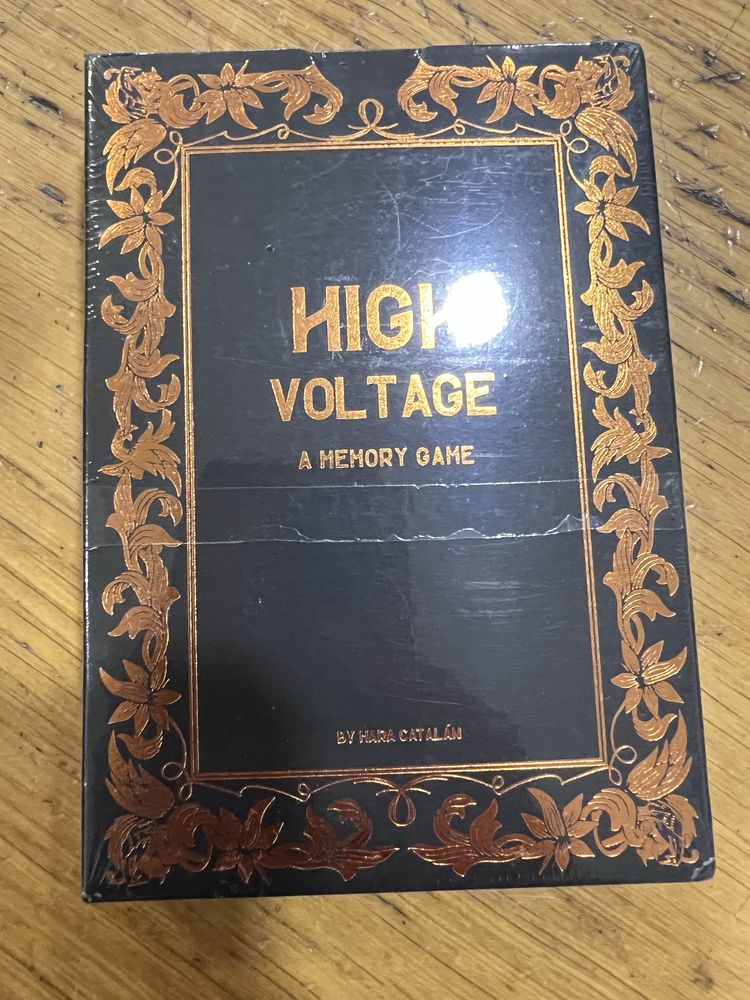 HIGH
VOLTAGE
A MEMORY GAME
BY MARA CATALÁN